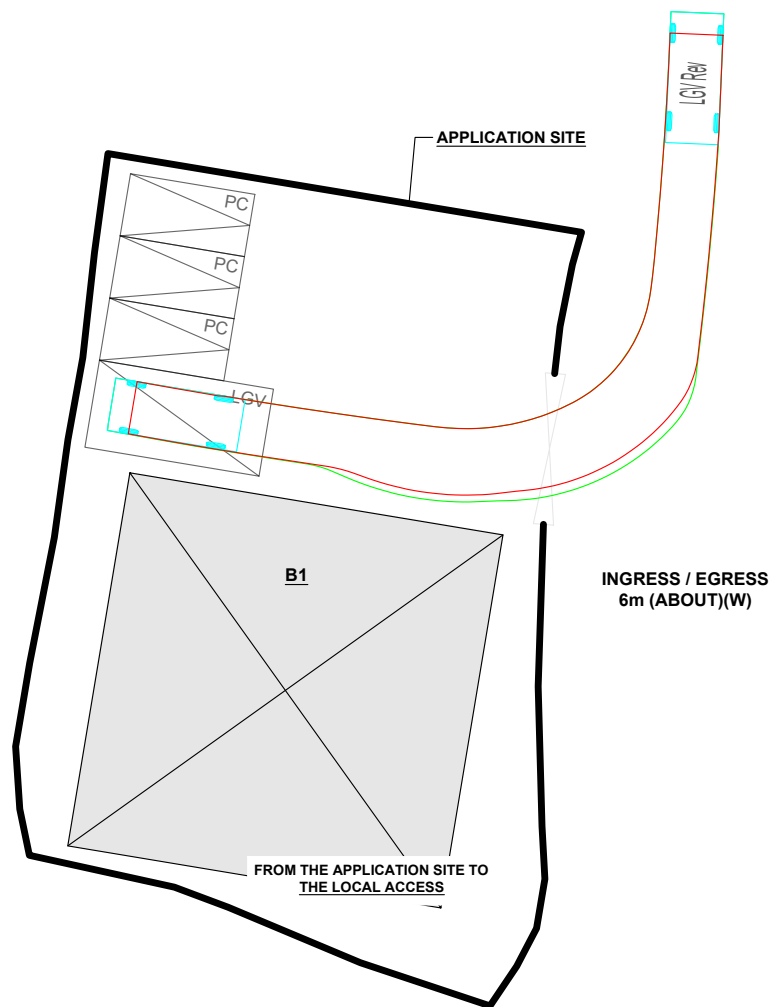 LGV Rev
APPLICATION SITE
PC
PC
PC
LGV
B1
INGRESS / EGRESS
6m (ABOUT)(W)
FROM THE APPLICATION SITE TO
THE LOCAL ACCESS